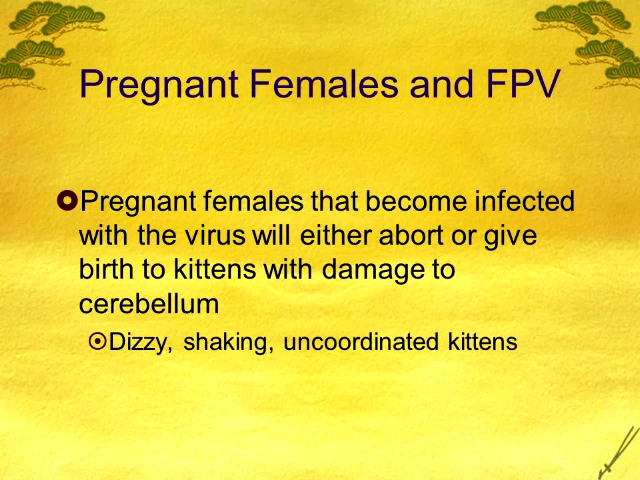 Pregnant Females and FPV
Pregnant females that become infected
with the virus will either abort or give
birth to kittens with damage to
cerebellum
Dizzy, shaking, uncoordinated kittens